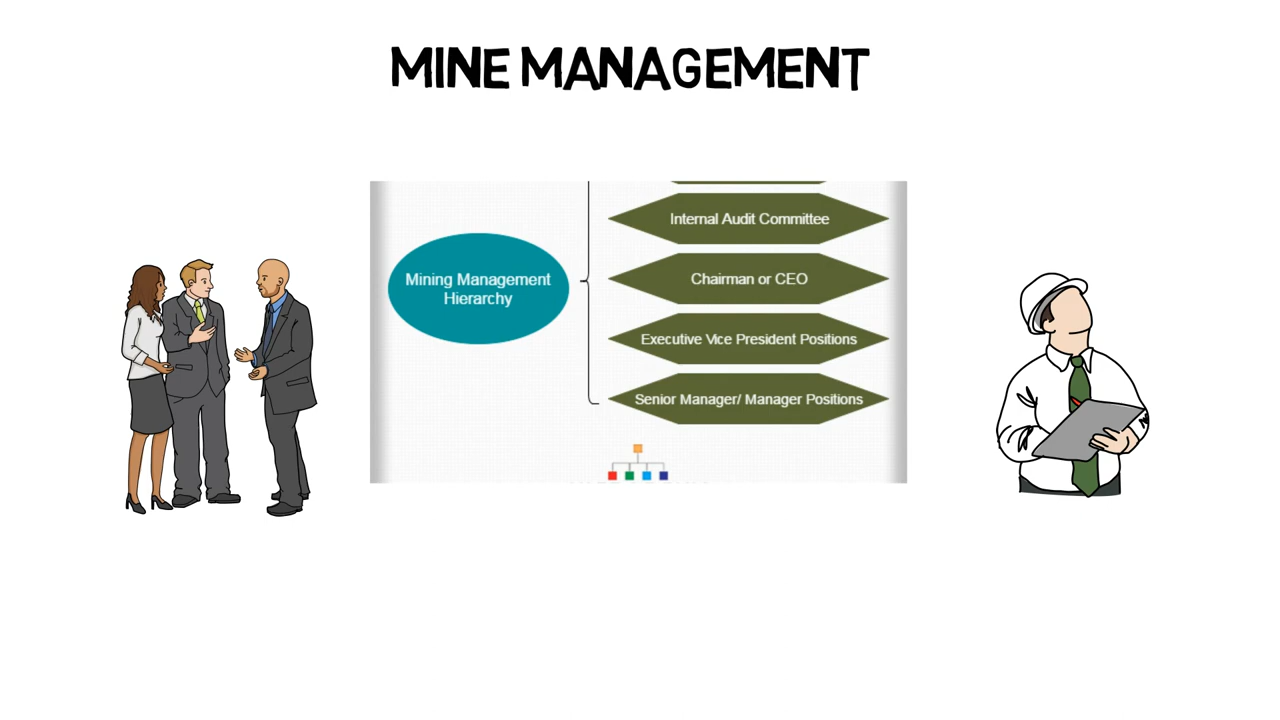 MINE MANAGEMENT
Mining Management
Hierarchy
Internal Audit Committee
Chairman or CEO
Executive Vice President Positions
Senior Manager/ Manager Positions